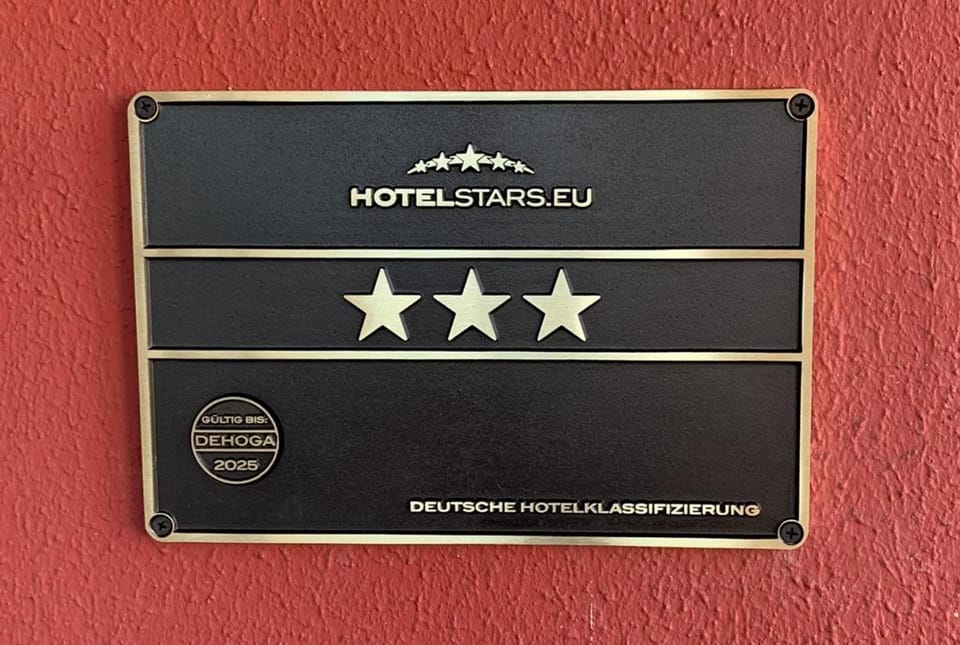 HOTELSTARS.EU
GÜLTIG BIS:
DEHOGA
2025
DEUTSCHE HOTELKLASSIFIZIERUNG